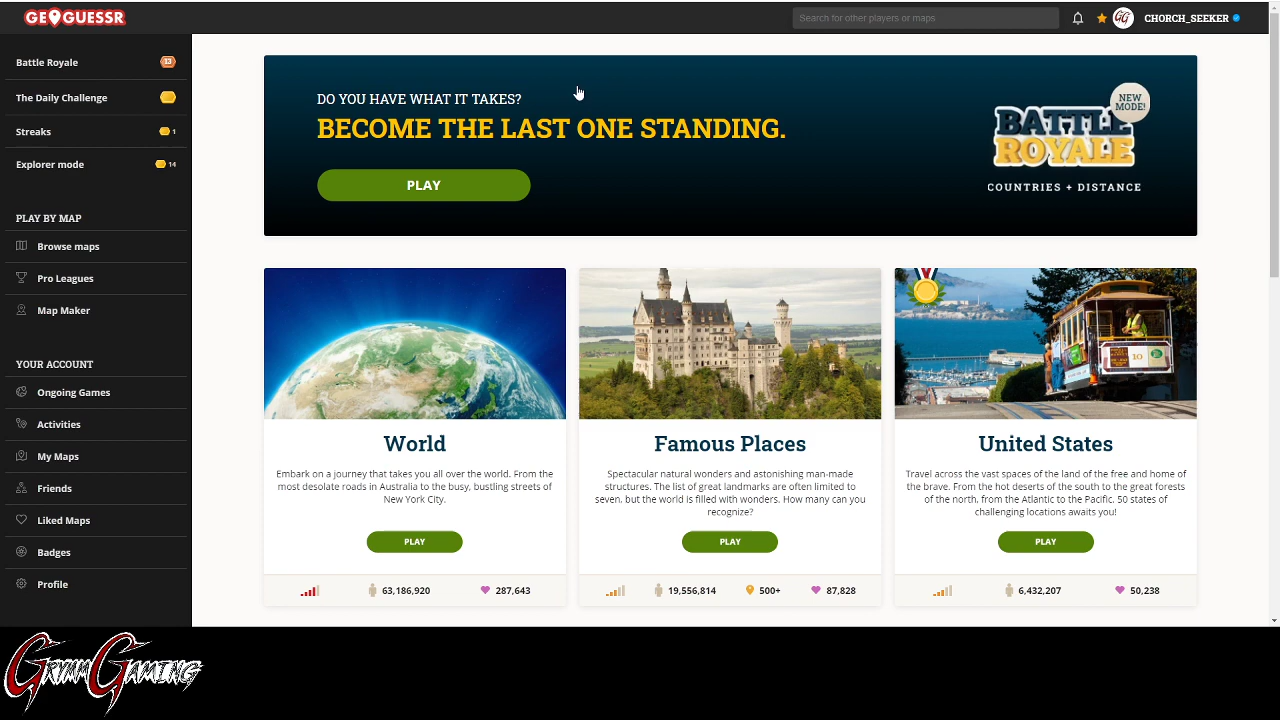 GEOGUESSR
Search for other players or maps
CHORCH_SEEKER
Battle Royale 13
The Daily Challenge
Streaks 1
Explorer mode 14
PLAY BY MAP
Browse maps
Pro Leagues
Map Maker
YOUR ACCOUNT
Ongoing Games
Activities
My Maps
Friends
Liked Maps
Badges
Profile
DO YOU HAVE WHAT IT TAKES?
BECOME THE LAST ONE STANDING.
PLAY
NEW
MODE!
BATTLE
ROYALE
COUNTRIES + DISTANCE
World
Embark on a journey that takes you all over the world. From the
most desolate roads in Australia to the busy, bustling streets of
New York City.
PLAY
63,186,920 287,643
Famous Places
Spectacular natural wonders and astonishing man-made
structures. The list of great landmarks are often limited to
seven, but the world is filled with wonders. How many can you
recognize?
PLAY
19,556,814 500+ 87,828
10
United States
Travel across the vast spaces of the land of the free and home of
the brave. From the hot deserts of the south to the great forests
of the north, from the Atlantic to the Pacific. 50 states of
challenging locations awaits you!
PLAY
6,432,207 50,238
GrimGaming